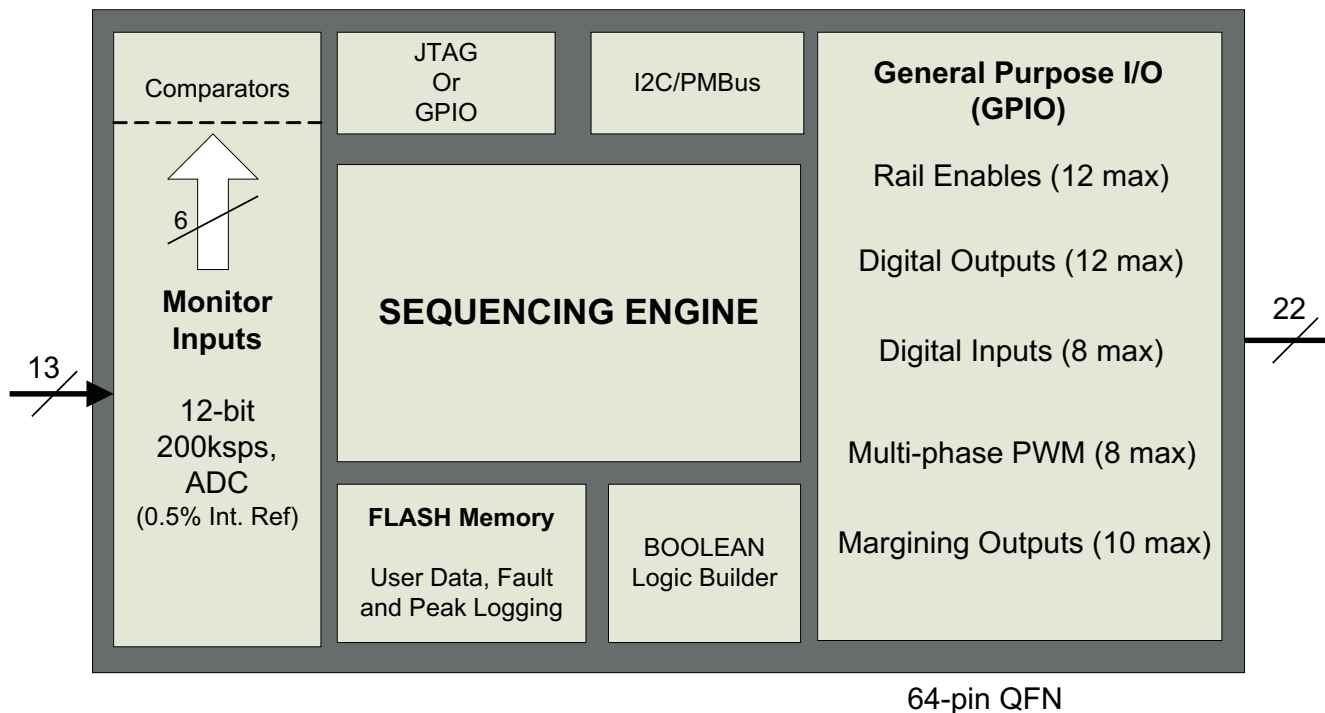 Comparators
6
Monitor
Inputs
12-bit
200ksps,
ADC
(0.5% Int. Ref)
13
JTAG
Or
GPIO
I2C/PMBus
SEQUENCING ENGINE
FLASH Memory
User Data, Fault
and Peak Logging
BOOLEAN
Logic Builder
General Purpose I/O
(GPIO)
Rail Enables (12 max)
Digital Outputs (12 max)
Digital Inputs (8 max)
Multi-phase PWM (8 max)
Margining Outputs (10 max)
22
64-pin QFN